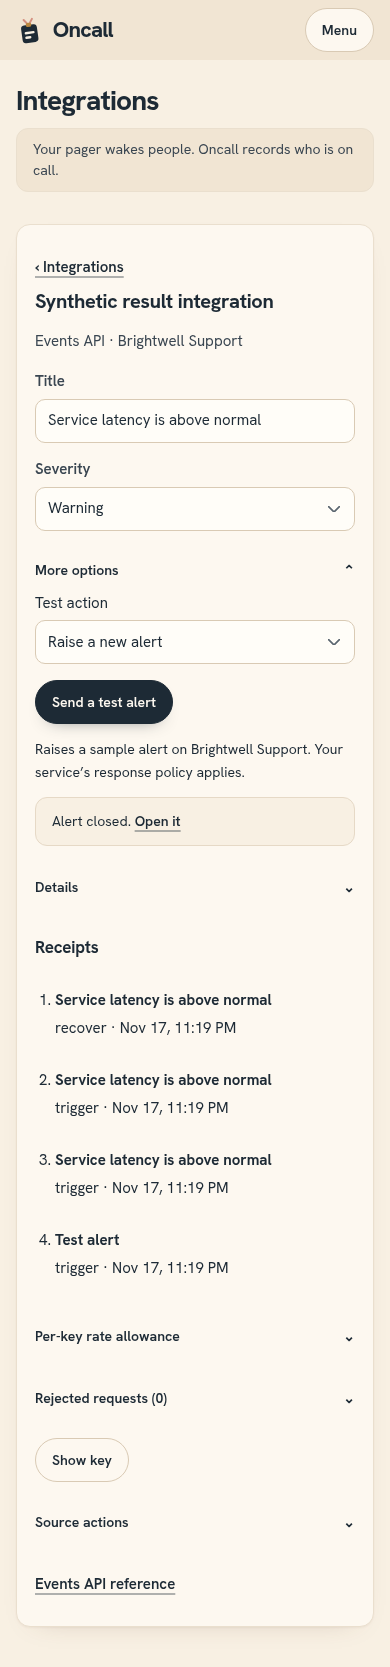 Oncall
Menu
Integrations
Your pager wakes people. Oncall records who is on
call.
‹ Integrations
Synthetic result integration
Events API · Brightwell Support
Title
Service latency is above normal
Severity
Warning
More options
Test action
Raise a new alert
Send a test alert
Raises a sample alert on Brightwell Support. Your
service’s response policy applies.
Alert closed. Open it
Details
Receipts
1. Service latency is above normal
recover · Nov 17, 11:19 PM
2. Service latency is above normal
trigger · Nov 17, 11:19 PM
3. Service latency is above normal
trigger · Nov 17, 11:19 PM
4. Test alert
trigger · Nov 17, 11:19 PM
Per-key rate allowance
Rejected requests (0)
Show key
Source actions
Events API reference